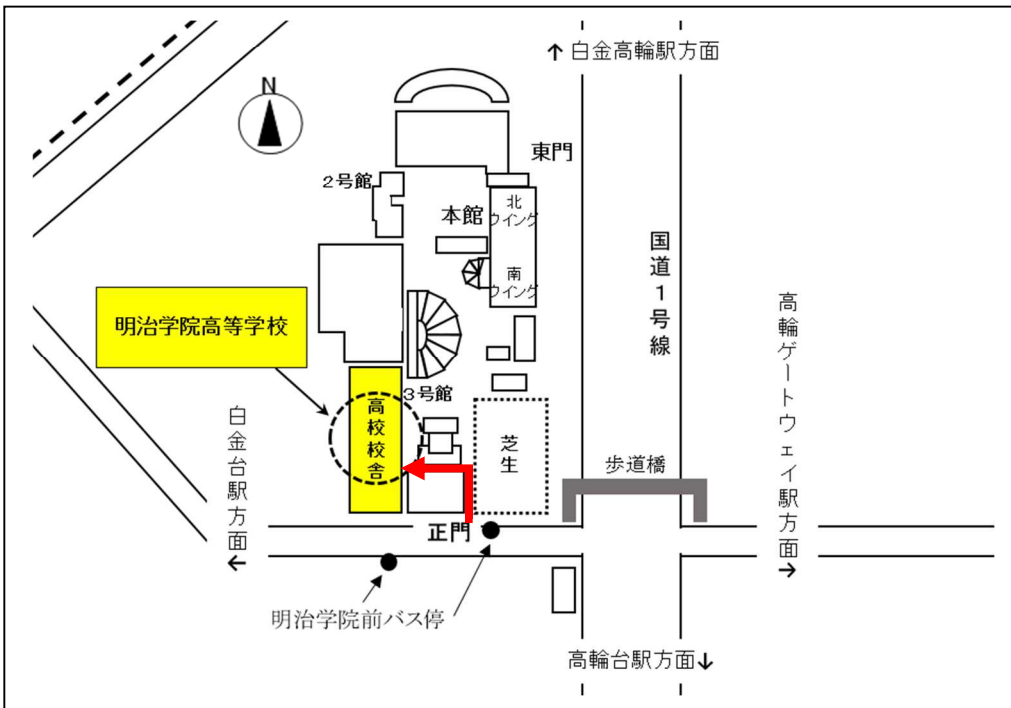 ↑ 白金高輪駅方面
N
東門
2号館
北
ウイング
本館
国道1号線
南
ウイング
明治学院高等学校
高輪ゲートウェイ駅方面
→
3号館
高校校舎
白金台駅方面
←
芝生
歩道橋
正門
明治学院前バス停
高輪台駅方面↓